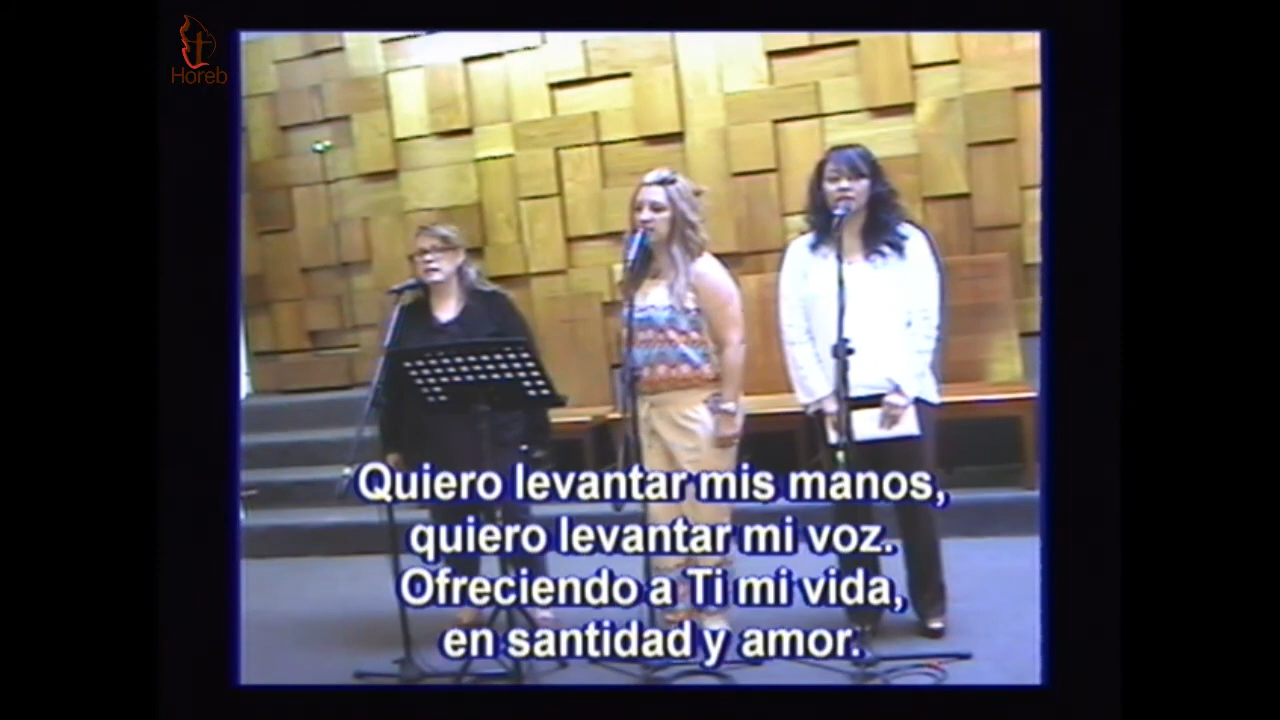 Horeb
Quiero levantar mis manos,
quiero levantar mi voz.
Ofreciendo a Ti mi vida,
en santidad y amor.